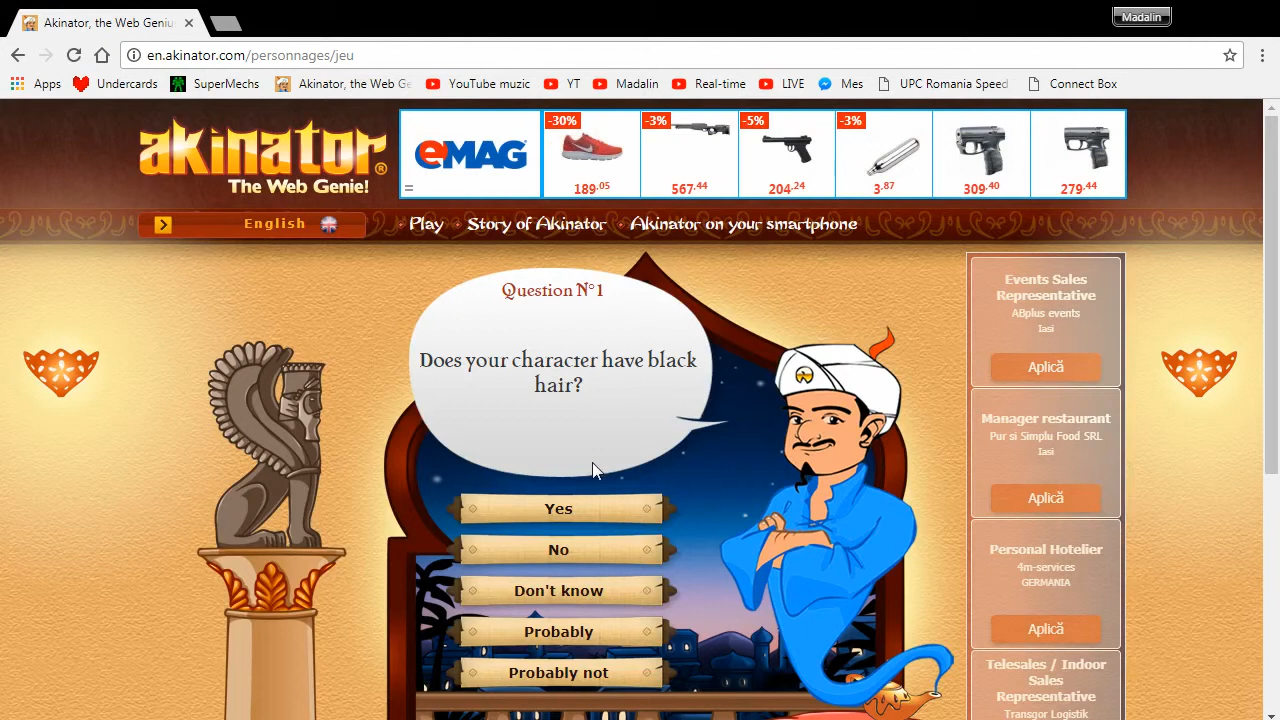 Akinator, the Web Geniu
Madalin
en.akinator.com/personnages/jeu
Apps
Undercards
SuperMechs
Akinator, the Web Ge
YouTube muzic
YT
Madalin
Real-time
LIVE
Mes
UPC Romania Speed
Connect Box
akinator®
The Web Genie!
eMAG
-30%
189.05
-3%
567.44
-5%
204.24
-3%
3.87
309.40
279.44
English
Play
Story of Akinator
Akinator on your smartphone
Question N°1
Does your character have black
hair?
Yes
No
Don't know
Probably
Probably not
Events Sales
Representative
ABplus events
Iasi
Aplică
Manager restaurant
Pur si Simplu Food SRL
Iasi
Aplică
Personal Hotelier
4m-services
GERMANIA
Aplică
Telesales / Indoor
Sales
Representative
Transgor Logistik